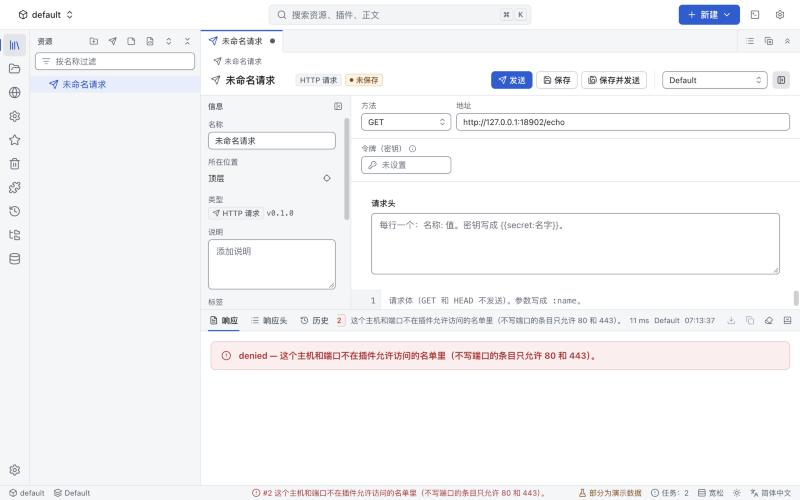 default
搜索资源、插件、正文
⌘ K
新建
资源
按名称过滤
未命名请求
未命名请求
未命名请求
未命名请求
HTTP 请求
未保存
发送
保存
保存并发送
Default
信息
名称
未命名请求
所在位置
顶层
类型
HTTP 请求 v0.1.0
说明
添加说明
标签
方法
地址
GET
http://127.0.0.1:18902/echo
令牌（密钥）
未设置
请求头
每行一个：名称: 值。密钥写成 {{secret:名字}}。
1 请求体（GET 和 HEAD 不发送）。参数写成 :name。
响应
响应头
历史 2
这个主机和端口不在插件允许访问的名单里（不写端口的条目只允许 80 和 443）。
11 ms Default 07:13:37
denied — 这个主机和端口不在插件允许访问的名单里（不写端口的条目只允许 80 和 443）。
default
Default
#2 这个主机和端口不在插件允许访问的名单里（不写端口的条目只允许 80 和 443）。
部分为演示数据
任务：2
宽松
简体中文